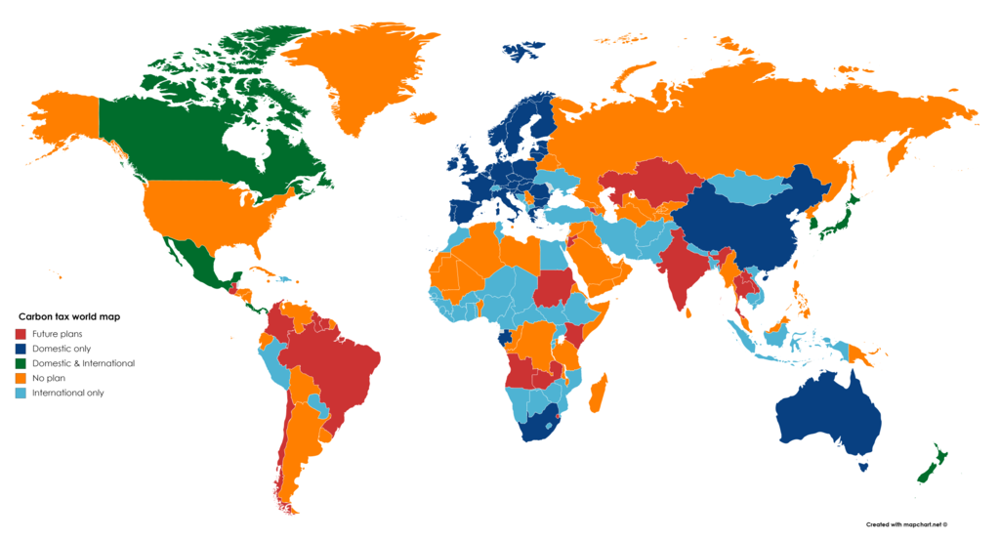 Carbon tax world map
Future plans
Domestic only
Domestic & International
No plan
International only
Created with mapchart.net ©